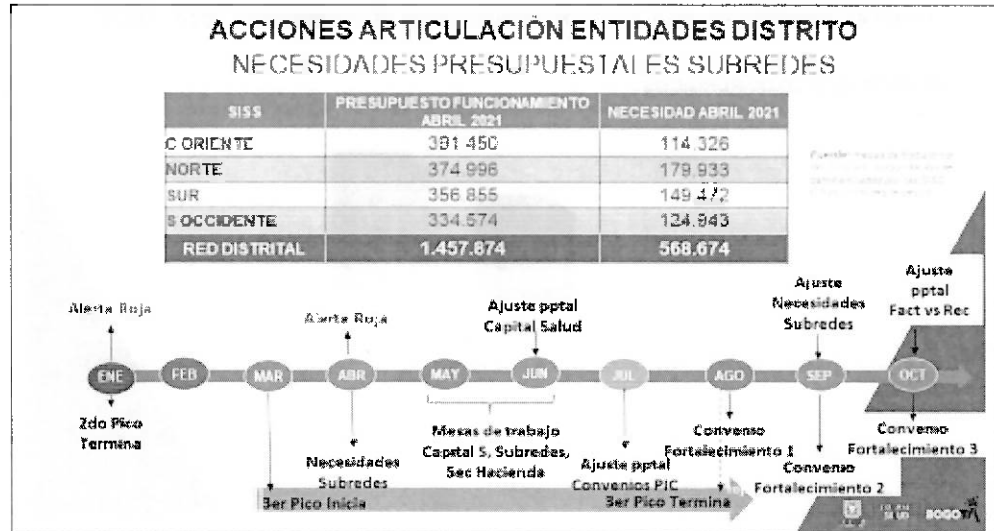 ACCIONES ARTICULACIÓN ENTIDADES DISTRITO
NECESIDADES PRESUPUESTALES SUBREDES
SISS
PRESUPUESTO FUNCIONAMIENTO ABRIL 2021
NECESIDAD ABRIL 2021
C ORIENTE 391.450 114.326
NORTE 374.996 179.933
SUR 356.855 149.472
S OCCIDENTE 334.574 124.943
RED DISTRITAL 1.457.874 568.674
Alerta Roja
Alerta Roja
Ajuste pptal
Capital Salud
Ajuste
Necesidades
Subredes
Ajuste
pptal
Fact vs Rec
ENE FEB MAR ABR MAY JUN JUL AGO SEP OCT
2do Pico
Termina
Necesidades
Subredes
Mesas de trabajo
Capital S, Subredes,
Sec Hacienda
Ajuste pptal
Convenios PIC
Convenio
Fortalecimiento 1
Convenio
Fortalecimiento 2
Convenio
Fortalecimiento 3
3er Pico Inicia
3er Pico Termina
BOGOTÁ